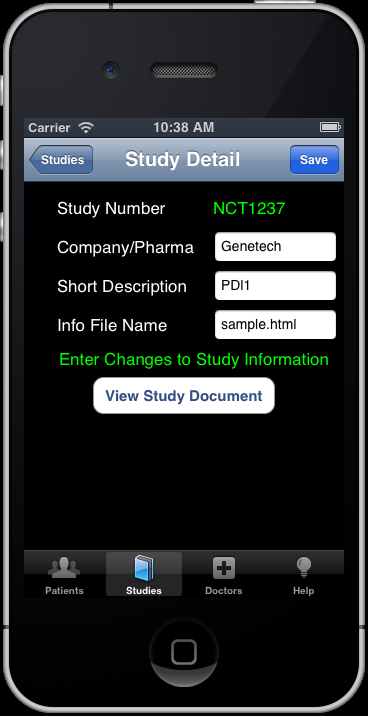 Carrier 10:38 AM
Studies Study Detail Save
Study Number NCT1237
Company/Pharma Genetech
Short Description PDI1
Info File Name sample.html
Enter Changes to Study Information
View Study Document
Patients Studies Doctors Help